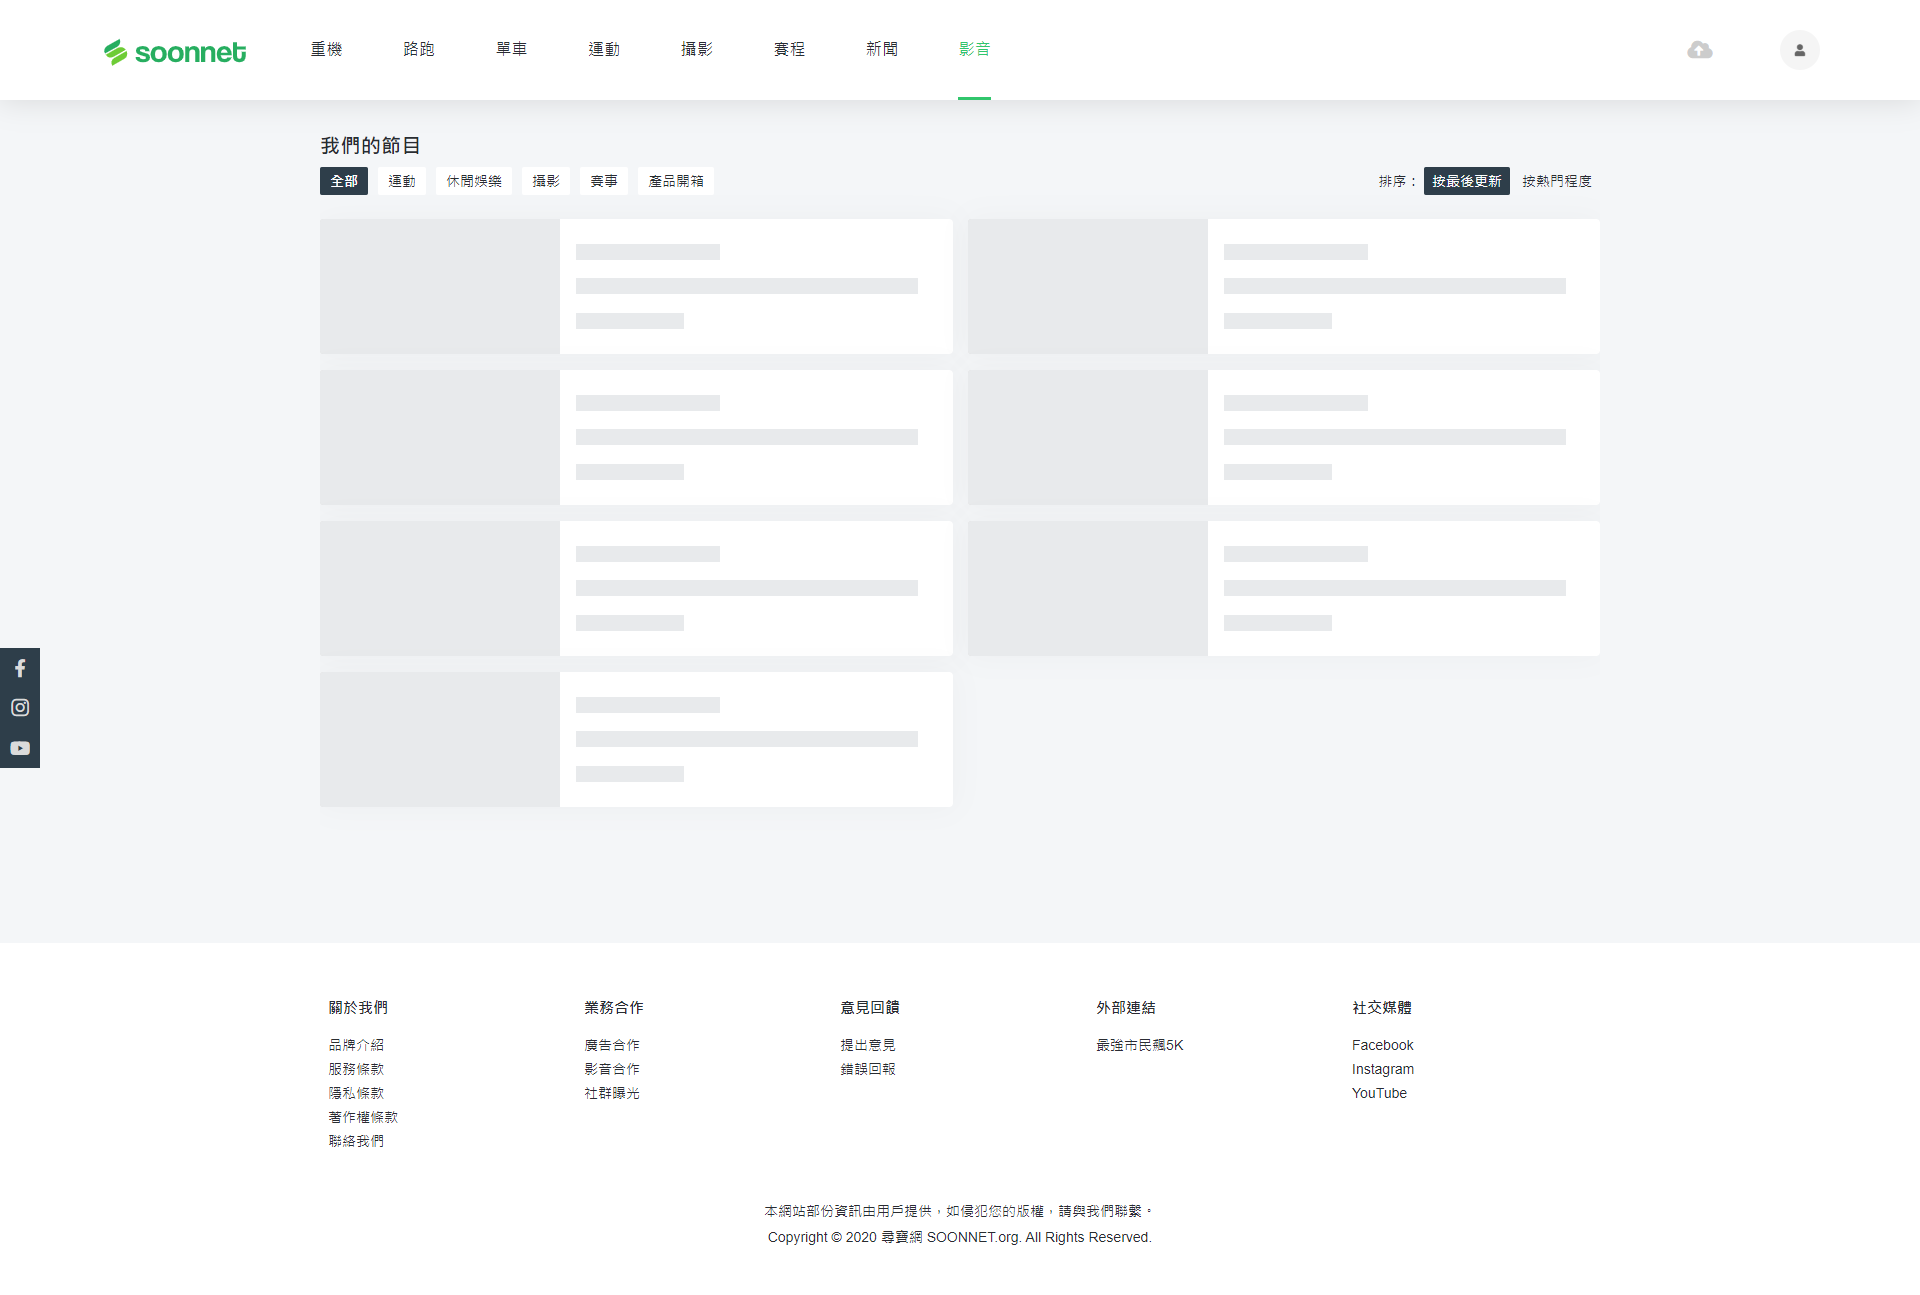 soonnet
重機 路跑 單車 運動 攝影 賽程 新聞 影音
我們的節目
全部 運動 休閒娛樂 攝影 賽事 產品開箱 排序： 按最後更新 按熱門程度
關於我們 業務合作 意見回饋 外部連結 社交媒體
品牌介紹 廣告合作 提出意見 最強市民飆5K Facebook
服務條款 影音合作 錯誤回報 Instagram
隱私條款 社群曝光 YouTube
著作權條款
聯絡我們
本網站部份資訊由用戶提供，如侵犯您的版權，請與我們聯繫。
Copyright © 2020 尋寶網 SOONNET.org. All Rights Reserved.